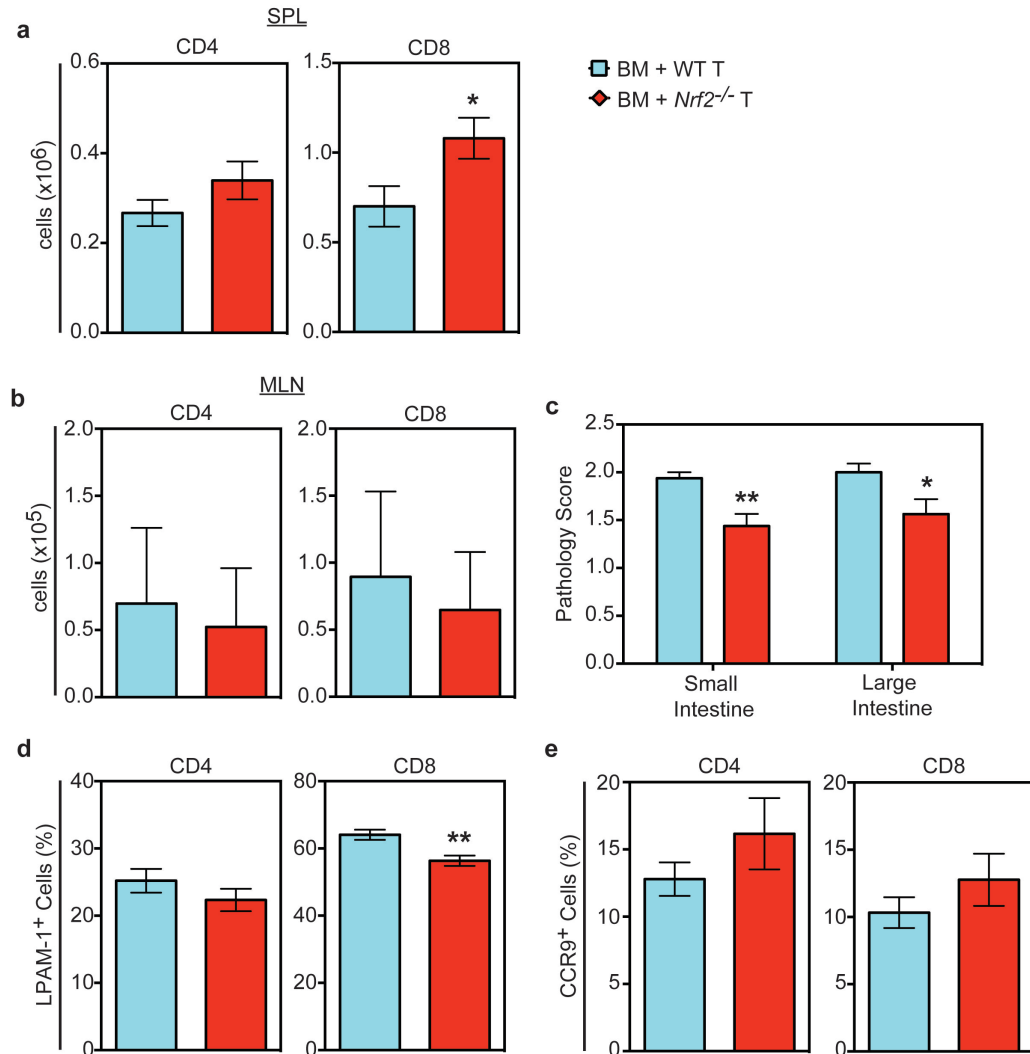 a
SPL
CD4
CD8
cells (x10⁶)
0.6
0.4
0.2
0.0
1.5
1.0
0.5
0.0
*
BM + WT T
BM + Nrf2⁻/⁻ T
b
MLN
CD4
CD8
cells (x10⁵)
2.0
1.5
1.0
0.5
0.0
2.0
1.5
1.0
0.5
0.0
c
Pathology Score
2.5
2.0
1.5
1.0
0.5
0.0
**
*
Small
Intestine
Large
Intestine
d
CD4
CD8
LPAM-1⁺ Cells (%)
40
30
20
10
0
80
60
40
20
0
**
e
CD4
CD8
CCR9⁺ Cells (%)
20
15
10
5
0
20
15
10
5
0